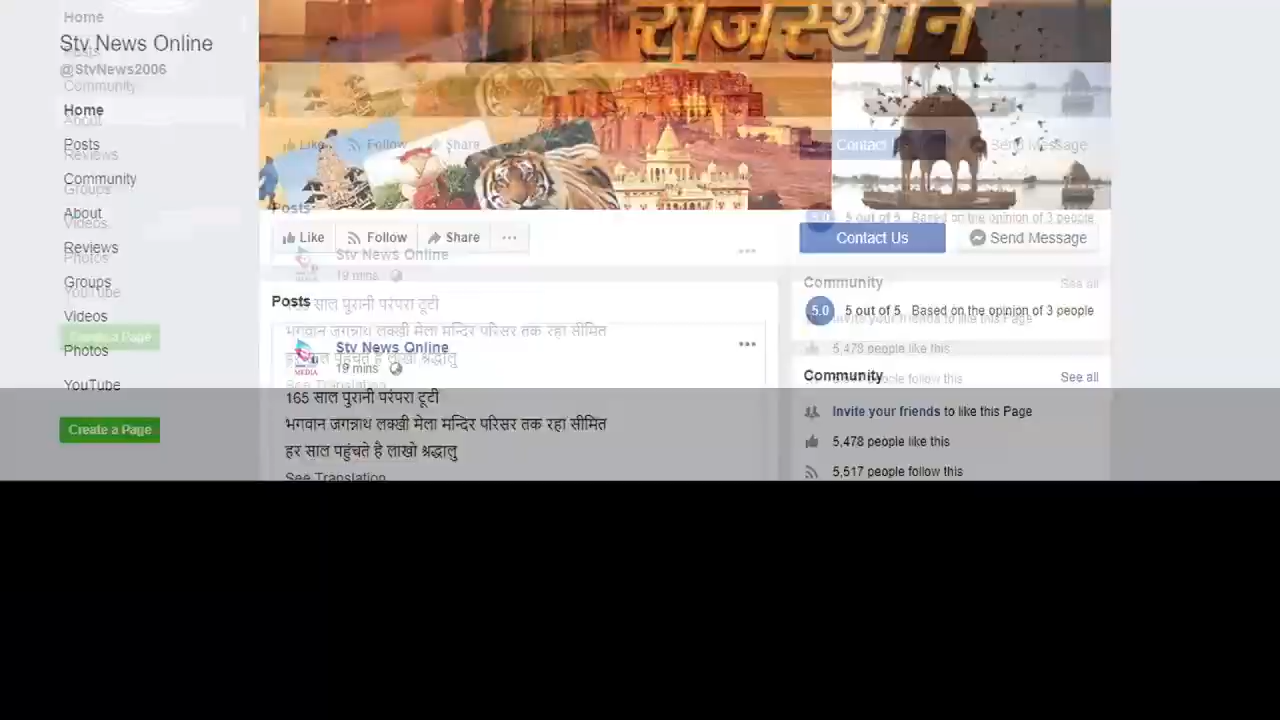 राजस्थान
Stv News Online
@StvNews2006
Home
Posts
Community
About
Reviews
Groups
Videos
Photos
YouTube
Create a Page
Like
Follow
Share
Contact Us
Send Message
Posts
Stv News Online
19 mins
MEDIA
165 साल पुरानी परंपरा टूटी
भगवान जगन्नाथ लक्खी मेला मन्दिर परिसर तक रहा सीमित
हर साल पहुंचते है लाखो श्रद्धालु
See Translation
5.0
5 out of 5 Based on the opinion of 3 people
Community
See all
Invite your friends to like this Page
5,478 people like this
5,517 people follow this